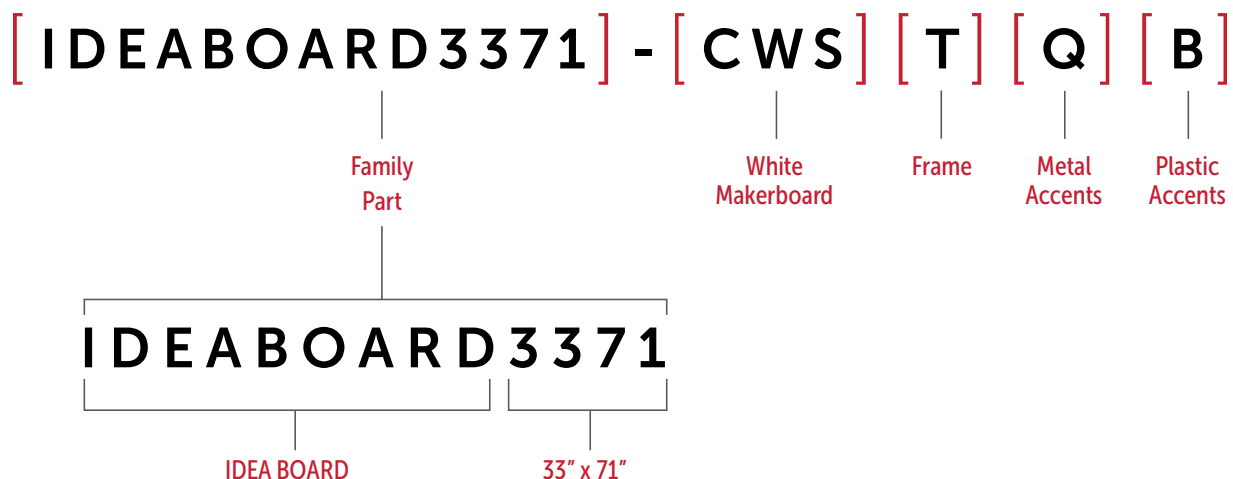 [IDEABOARD3371] - [CWS] [T] [Q] [B]
Family
Part
White
Makerboard
Frame
Metal
Accents
Plastic
Accents
IDEABOARD3371
IDEA BOARD
33” x 71”